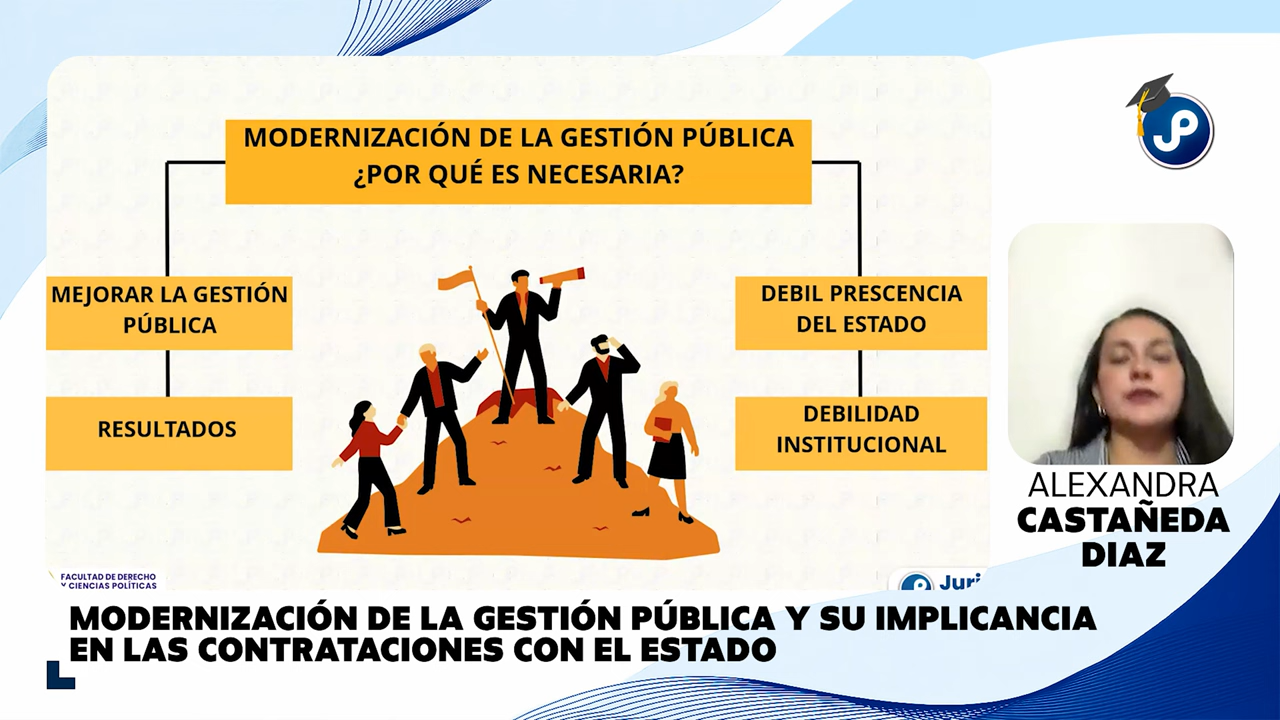 MODERNIZACIÓN DE LA GESTIÓN PÚBLICA
¿POR QUÉ ES NECESARIA?
MEJORAR LA GESTIÓN
PÚBLICA
RESULTADOS
DEBIL PRESCENCIA
DEL ESTADO
DEBILIDAD
INSTITUCIONAL
FACULTAD DE DERECHO
Y CIENCIAS POLÍTICAS
Juri
JP
ALEXANDRA
CASTAÑEDA
DIAZ
MODERNIZACIÓN DE LA GESTIÓN PÚBLICA Y SU IMPLICANCIA
EN LAS CONTRATACIONES CON EL ESTADO